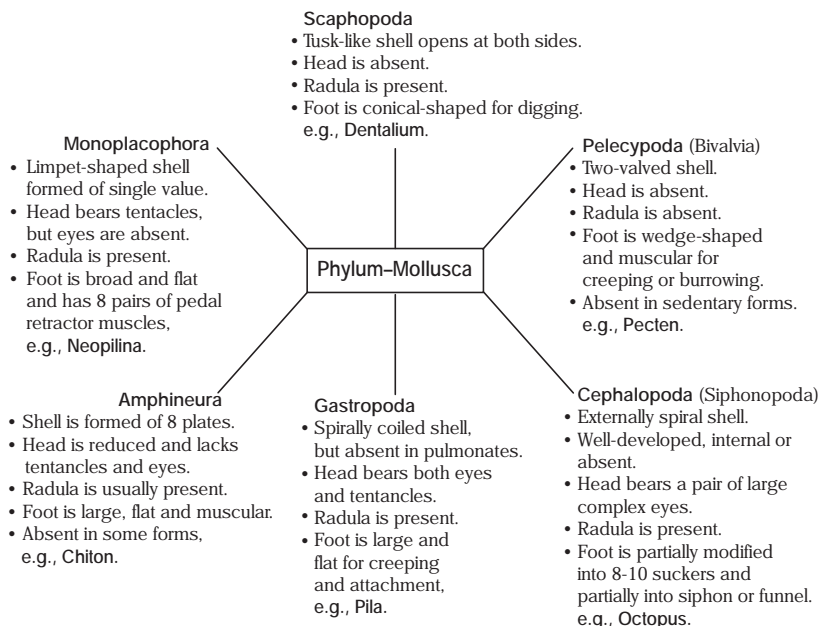 Scaphopoda
• Tusk-like shell opens at both sides.
• Head is absent.
• Radula is present.
• Foot is conical-shaped for digging.
e.g., Dentalium.
Monoplacophora
• Limpet-shaped shell
formed of single value.
• Head bears tentacles,
but eyes are absent.
• Radula is present.
• Foot is broad and flat
and has 8 pairs of pedal
retractor muscles,
e.g., Neopilina.
Pelecypoda (Bivalvia)
• Two-valved shell.
• Head is absent.
• Radula is absent.
• Foot is wedge-shaped
and muscular for
creeping or burrowing.
• Absent in sedentary forms.
e.g., Pecten.
Phylum–Mollusca
Amphineura
• Shell is formed of 8 plates.
• Head is reduced and lacks
tentancles and eyes.
• Radula is usually present.
• Foot is large, flat and muscular.
• Absent in some forms,
e.g., Chiton.
Gastropoda
• Spirally coiled shell,
but absent in pulmonates.
• Head bears both eyes
and tentancles.
• Radula is present.
• Foot is large and
flat for creeping
and attachment,
e.g., Pila.
Cephalopoda (Siphonopoda)
• Externally spiral shell.
• Well-developed, internal or
absent.
• Head bears a pair of large
complex eyes.
• Radula is present.
• Foot is partially modified
into 8-10 suckers and
partially into siphon or funnel.
e.g., Octopus.